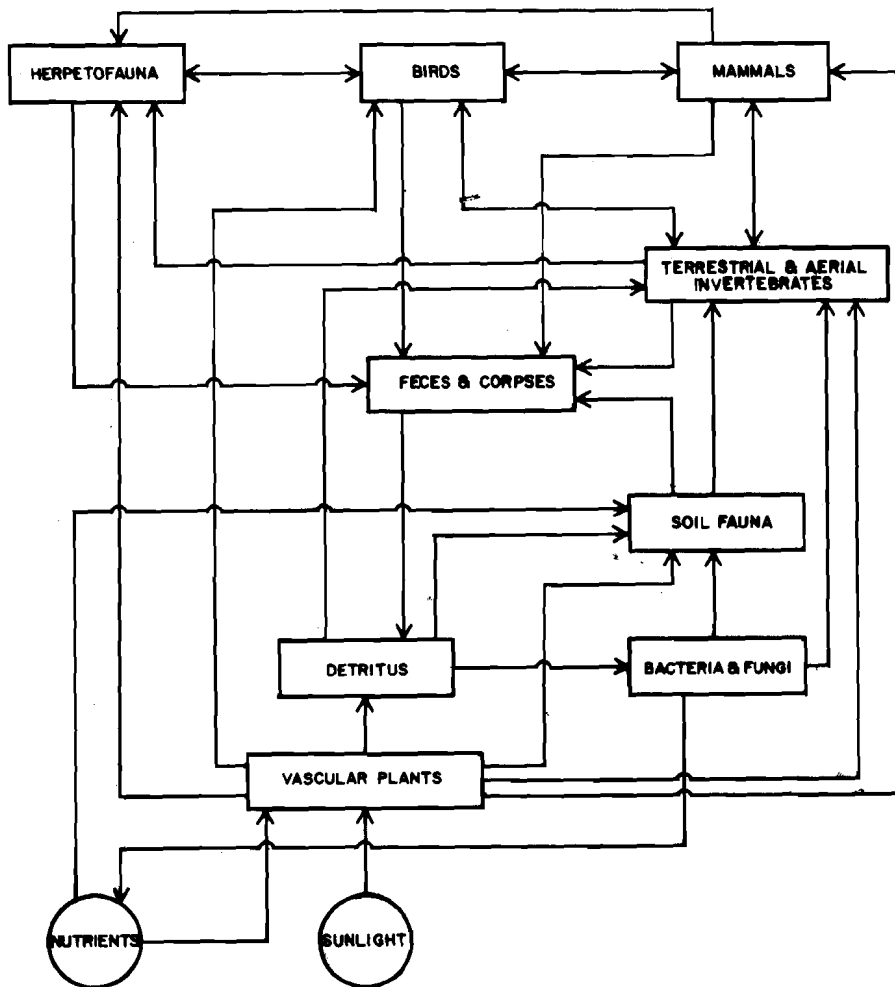 HERPETOFAUNA
BIRDS
MAMMALS
TERRESTRIAL & AERIAL
INVERTEBRATES
FECES & CORPSES
SOIL FAUNA
DETRITUS
BACTERIA & FUNGI
VASCULAR PLANTS
NUTRIENTS
SUNLIGHT